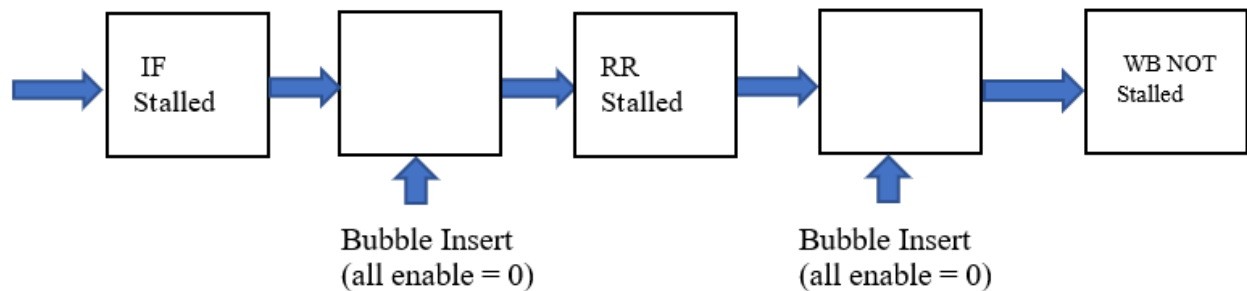 IF
Stalled
RR
Stalled
WB NOT
Stalled
Bubble Insert
(all enable = 0)
Bubble Insert
(all enable = 0)